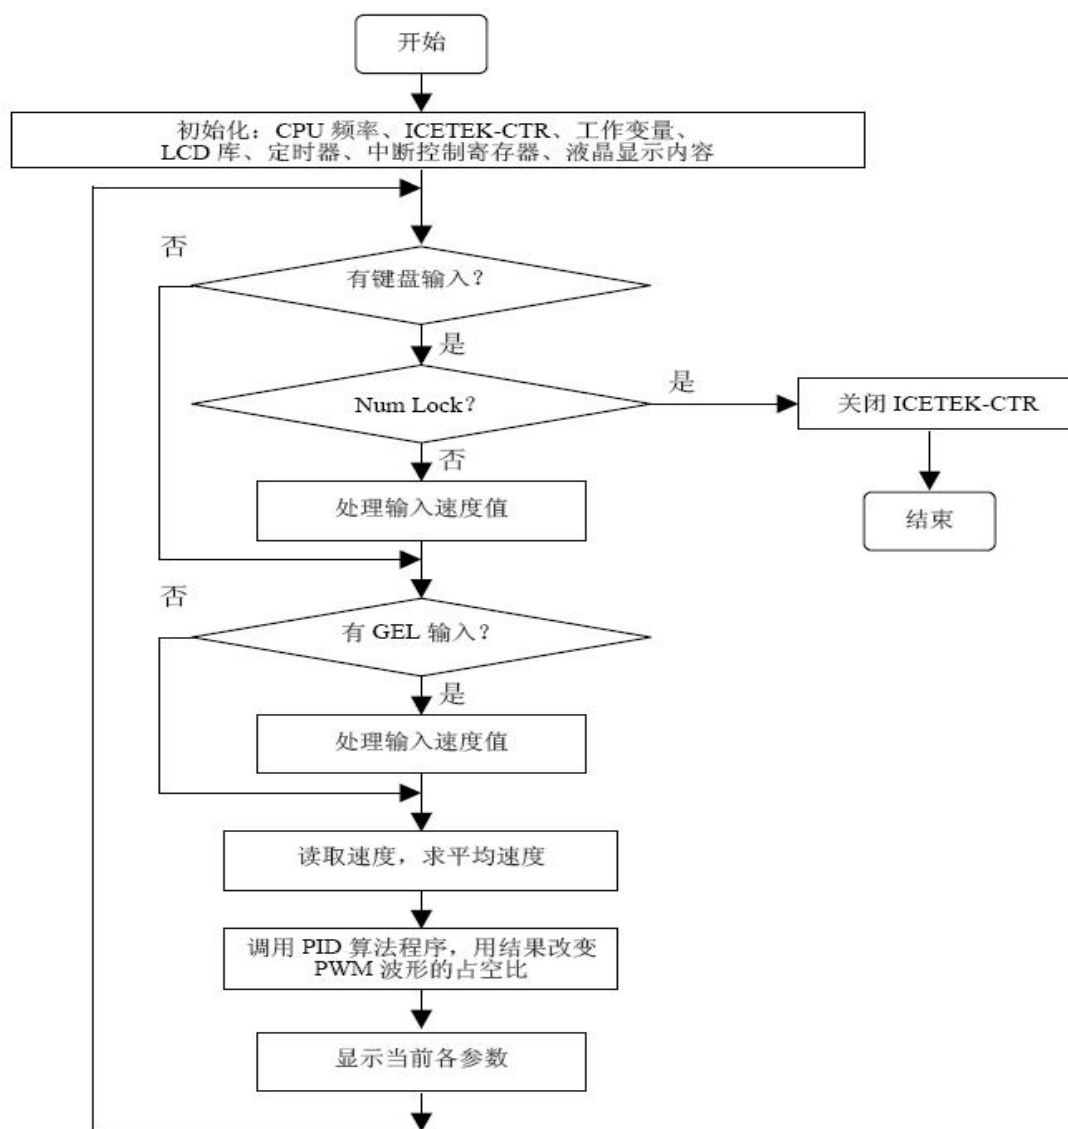 开始
初始化：CPU 频率、ICETEK-CTR、工作变量、
LCD 库、定时器、中断控制寄存器、液晶显示内容
否
有键盘输入？
是
Num Lock？
是
关闭 ICETEK-CTR
否
处理输入速度值
结束
否
有 GEL 输入？
是
处理输入速度值
读取速度，求平均速度
调用 PID 算法程序，用结果改变
PWM 波形的占空比
显示当前各参数